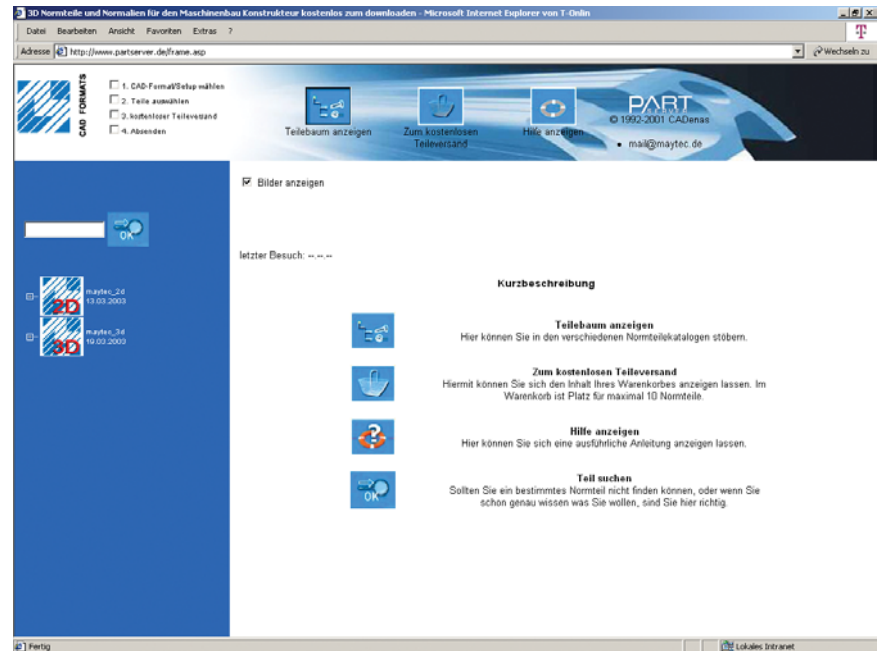 3D Normteile und Normalien für den Maschinenbau Konstrukteur kostenlos zum downloaden - Microsoft Internet Explorer von T-Onlin
Datei Bearbeiten Ansicht Favoriten Extras ?
Adresse http://www.partserver.de/frame.asp
Wechseln zu
CAD FORMATS
1. CAD-Format/Setup wählen
2. Teile auswählen
3. kostenloser Teileversand
4. Absenden
Teilebaum anzeigen
Zum kostenlosen
Teileversand
Hilfe anzeigen
PART
© 1992-2001 CADenas
• mail@maytec.de
Bilder anzeigen
OK
letzter Besuch: --.--.--
2D
maytec_2d
13.03.2003
3D
maytec_3d
19.03.2003
Kurzbeschreibung
Teilebaum anzeigen
Hier können Sie in den verschiedenen Normteilekatalogen stöbern.
Zum kostenlosen Teileversand
Hiermit können Sie sich den Inhalt Ihres Warenkorbes anzeigen lassen. Im
Warenkorb ist Platz für maximal 10 Normteile.
Hilfe anzeigen
Hier können Sie sich eine ausführliche Anleitung anzeigen lassen.
OK
Teil suchen
Sollten Sie ein bestimmtes Normteil nicht finden können, oder wenn Sie
schon genau wissen was Sie wollen, sind Sie hier richtig.
Fertig
Lokales Intranet